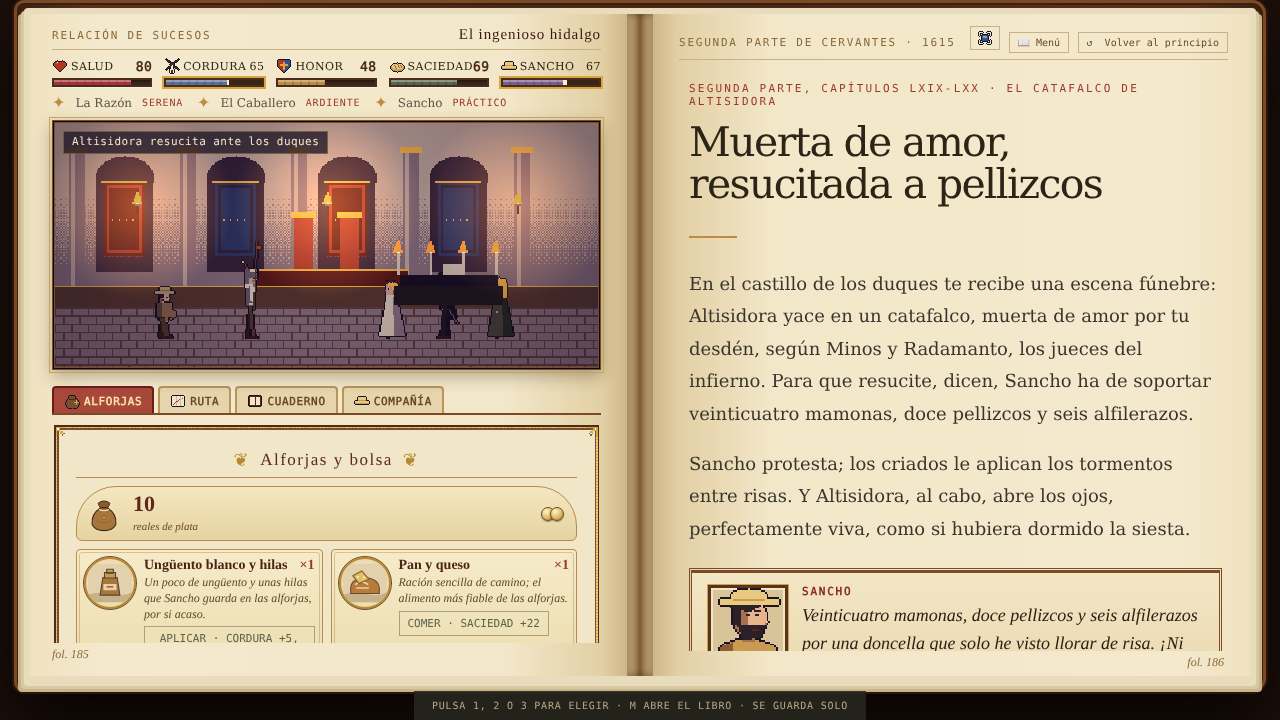 RELACIÓN DE SUCESOS
El ingenioso hidalgo
SALUD 80
CORDURA 65
HONOR 48
SACIEDAD 69
SANCHO 67
La Razón SERENA
El Caballero ARDIENTE
Sancho PRÁCTICO
Altisidora resucita ante los duques
ALFORJAS
RUTA
CUADERNO
COMPAÑÍA
Alforjas y bolsa
10
reales de plata
Ungüento blanco y hilas ×1
Un poco de ungüento y unas hilas
que Sancho guarda en las alforjas,
por si acaso.
APLICAR · CORDURA +5,
Pan y queso ×1
Ración sencilla de camino; el
alimento más fiable de las alforjas.
COMER · SACIEDAD +22
fol. 185
SEGUNDA PARTE DE CERVANTES · 1615
Menú
↺ Volver al principio
SEGUNDA PARTE, CAPÍTULOS LXIX-LXX · EL CATAFALCO DE
ALTISIDORA
Muerta de amor,
resucitada a pellizcos
En el castillo de los duques te recibe una escena fúnebre:
Altisidora yace en un catafalco, muerta de amor por tu
desdén, según Minos y Radamanto, los jueces del
infierno. Para que resucite, dicen, Sancho ha de soportar
veinticuatro mamonas, doce pellizcos y seis alfilerazos.
Sancho protesta; los criados le aplican los tormentos
entre risas. Y Altisidora, al cabo, abre los ojos,
perfectamente viva, como si hubiera dormido la siesta.
SANCHO
Veinticuatro mamonas, doce pellizcos y seis alfilerazos
por una doncella que solo he visto llorar de risa. ¡Ni
fol. 186
PULSA 1, 2 O 3 PARA ELEGIR · M ABRE EL LIBRO · SE GUARDA SOLO